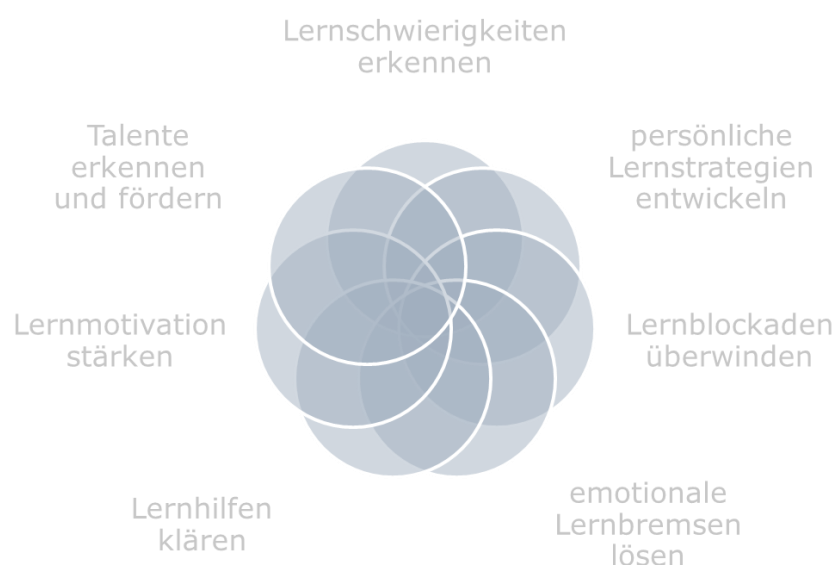 Lernschwierigkeiten
erkennen
persönliche
Lernstrategien
entwickeln
Lernblockaden
überwinden
emotionale
Lernbremsen
lösen
Lernhilfen
klären
Lernmotivation
stärken
Talente
erkennen
und fördern